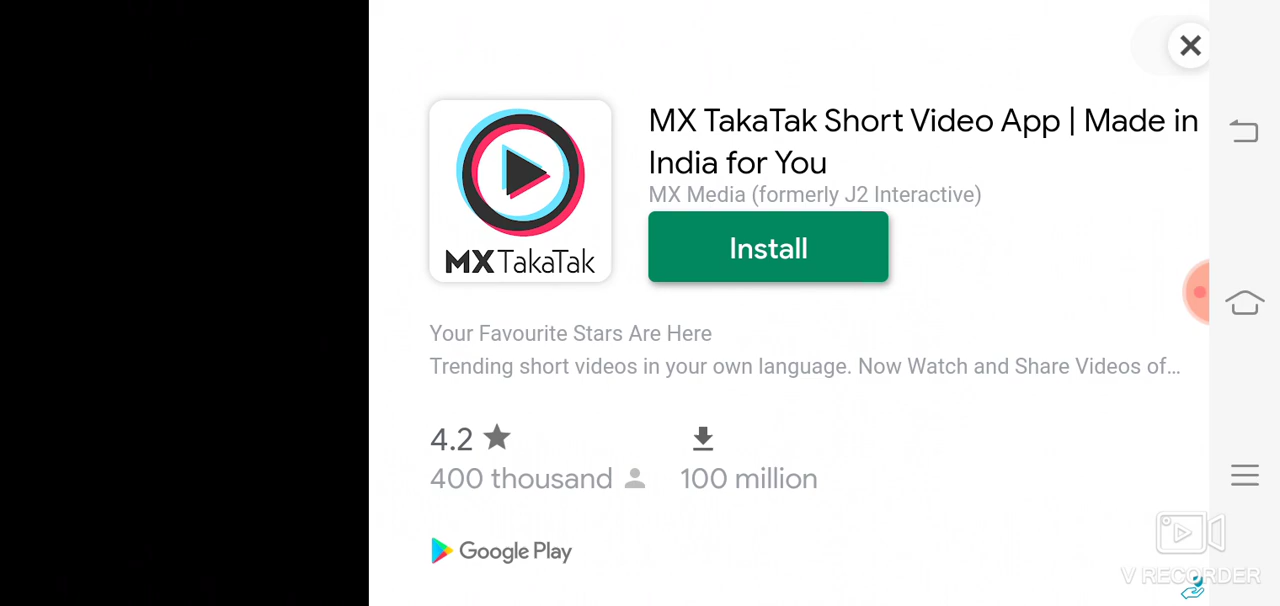 MX TakaTak Short Video App | Made in
India for You
MX Media (formerly J2 Interactive)
Install
MX TakaTak
Your Favourite Stars Are Here
Trending short videos in your own language. Now Watch and Share Videos of...
4.2
400 thousand
100 million
Google Play
V RECORDER